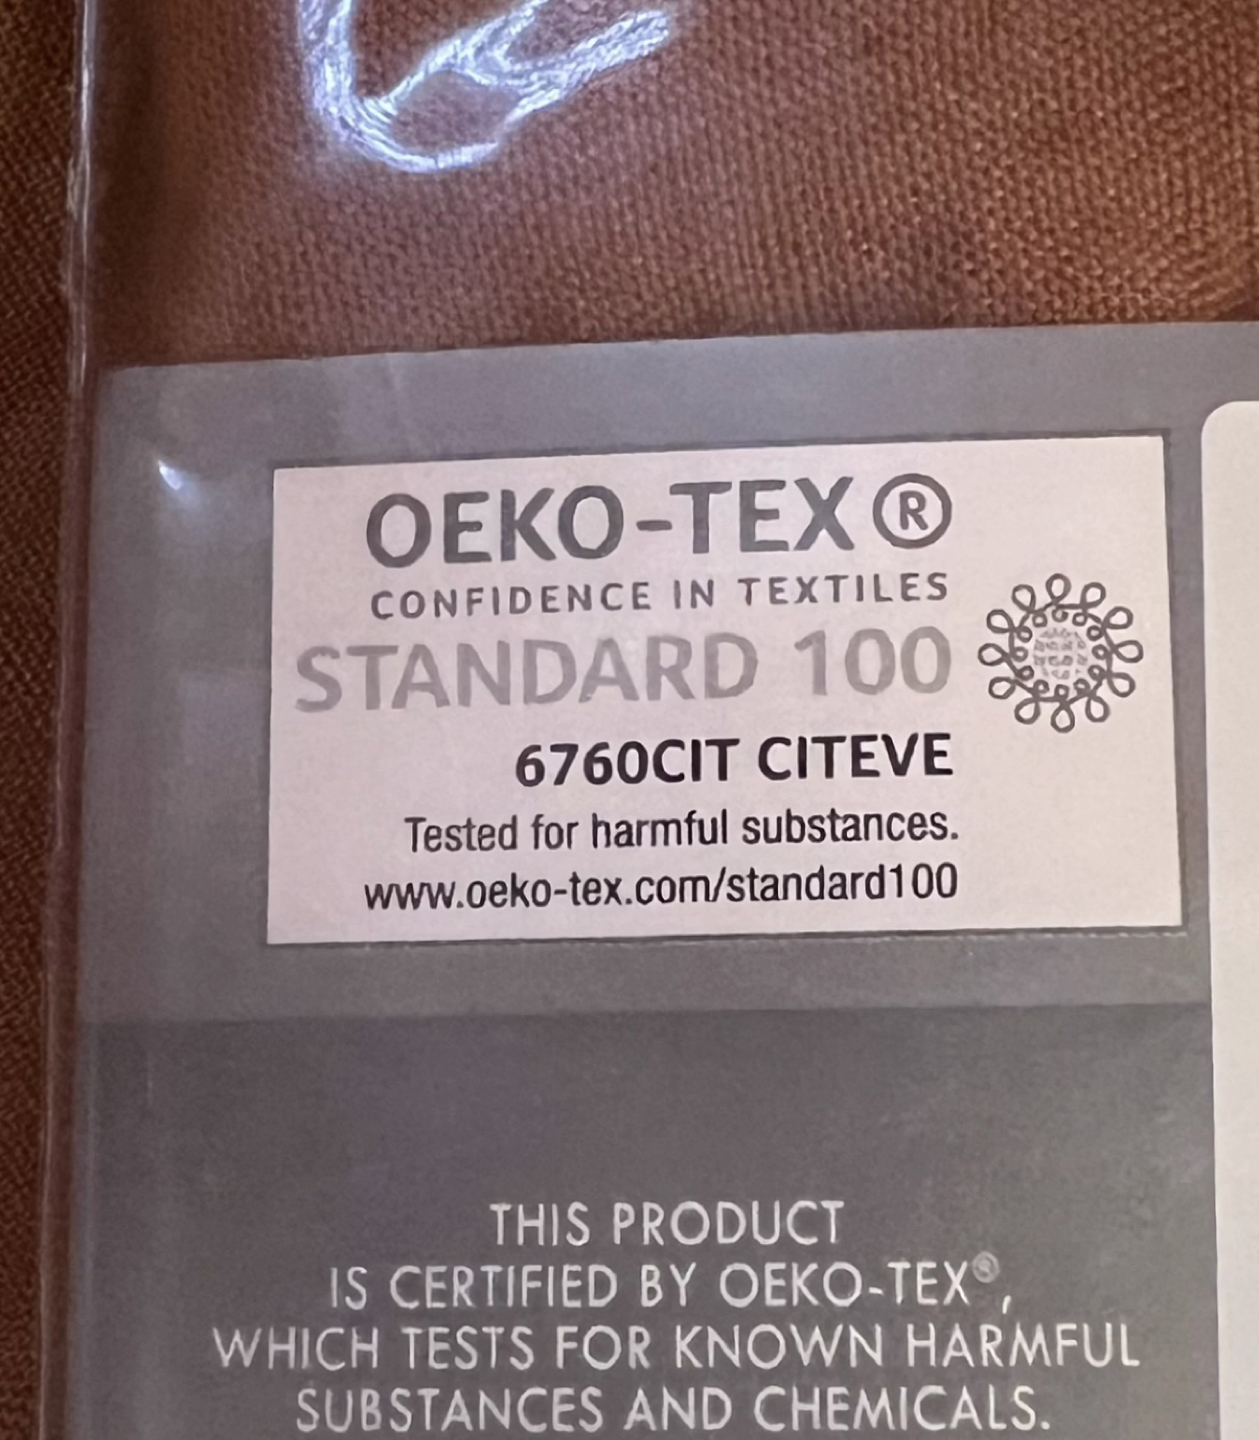 OEKO-TEX®
CONFIDENCE IN TEXTILES
STANDARD 100
6760CIT CITEVE
Tested for harmful substances.
www.oeko-tex.com/standard100
THIS PRODUCT
IS CERTIFIED BY OEKO-TEX®,
WHICH TESTS FOR KNOWN HARMFUL
SUBSTANCES AND CHEMICALS.